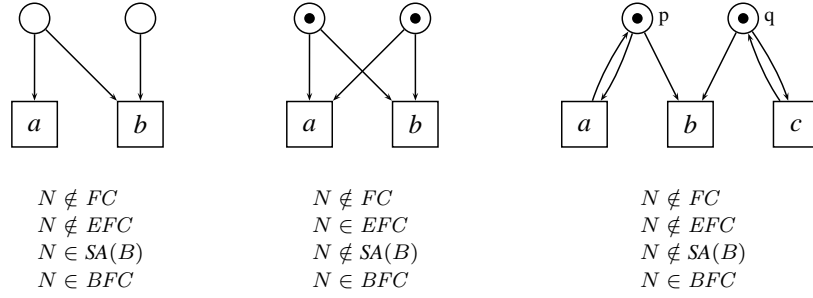 p q
a b a b a b c
N ∉ FC N ∉ FC N ∉ FC
N ∉ EFC N ∈ EFC N ∉ EFC
N ∈ SA(B) N ∉ SA(B) N ∉ SA(B)
N ∈ BFC N ∈ BFC N ∈ BFC